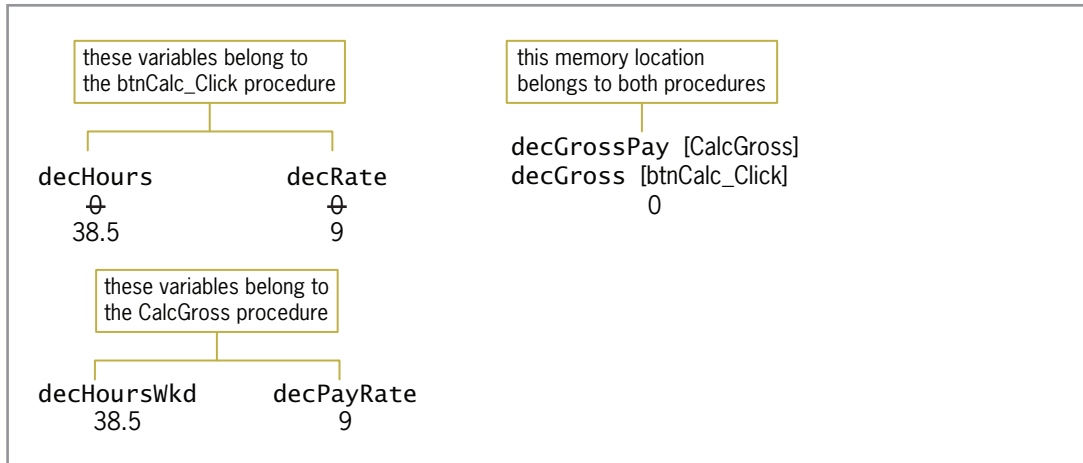 these variables belong to
the btnCalc_Click procedure
decHours decRate
0 0
38.5 9
this memory location
belongs to both procedures
decGrossPay [CalcGross]
decGross [btnCalc_Click]
0
these variables belong to
the CalcGross procedure
decHoursWkd decPayRate
38.5 9